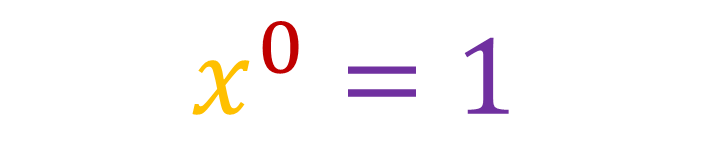 x⁰ = 1